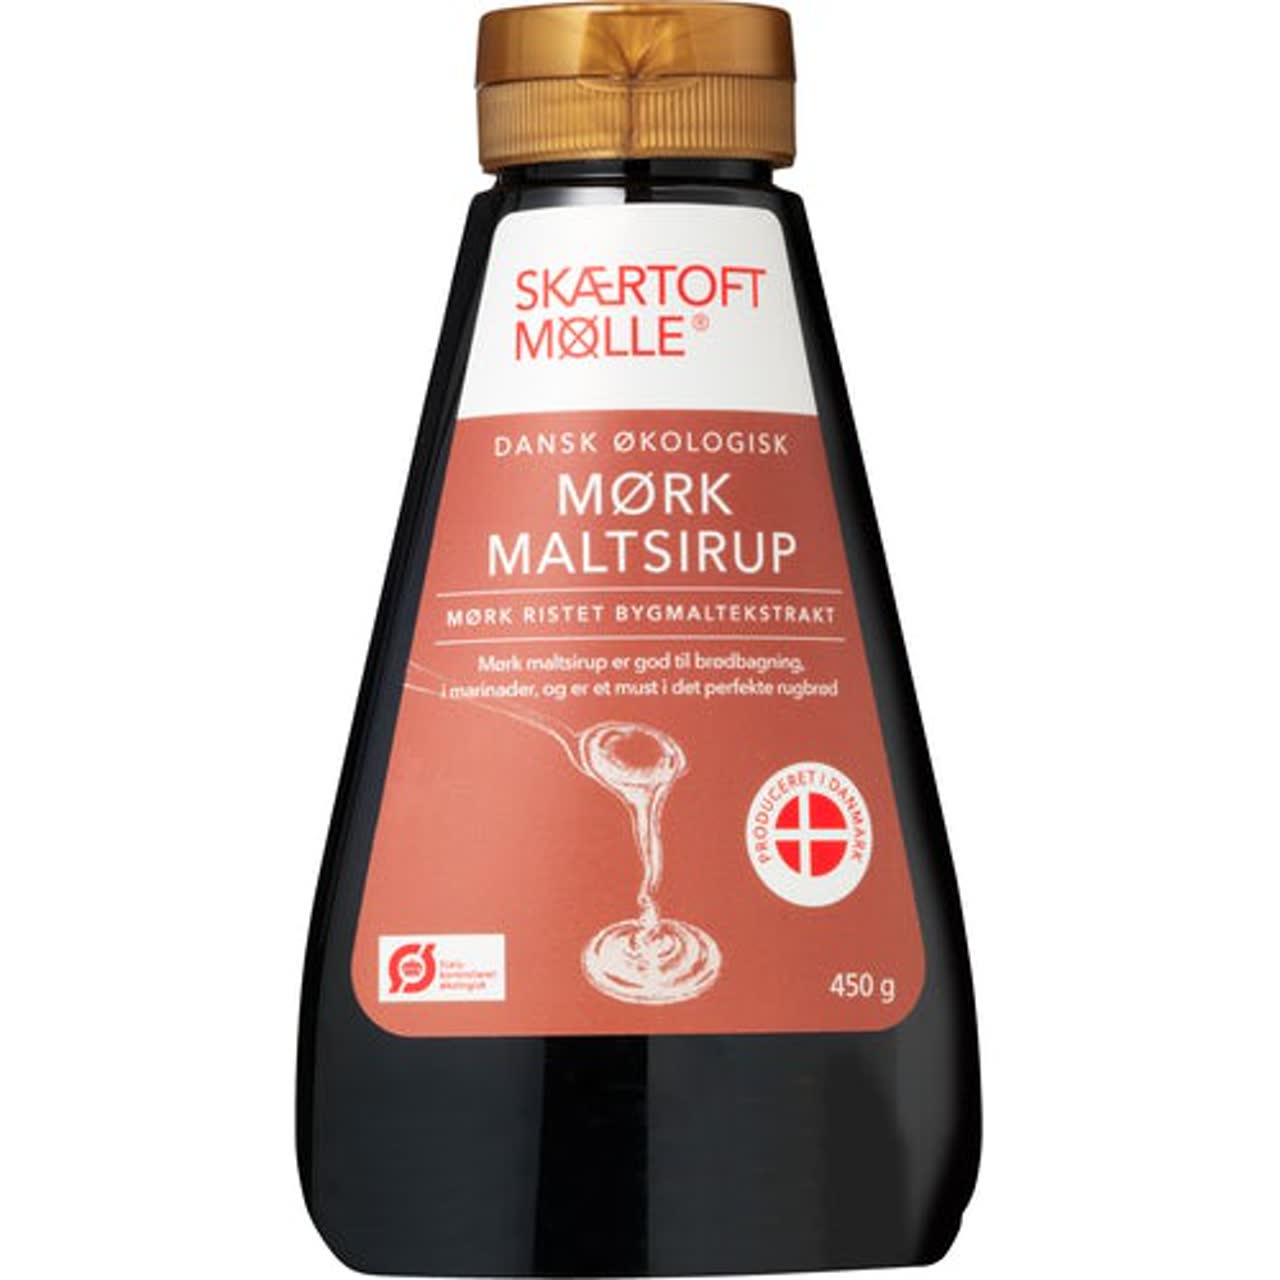 SKÆRTOFT
MØLLE®
DANSK ØKOLOGISK
MØRK
MALTSIRUP
MØRK RISTET BYGMALTEKSTRAKT
Mørk maltsirup er god til brødbagning,
i marinader, og er et must i det perfekte rugbrød
PRODUCERET I DANMARK
Ø
økologisk
450 g